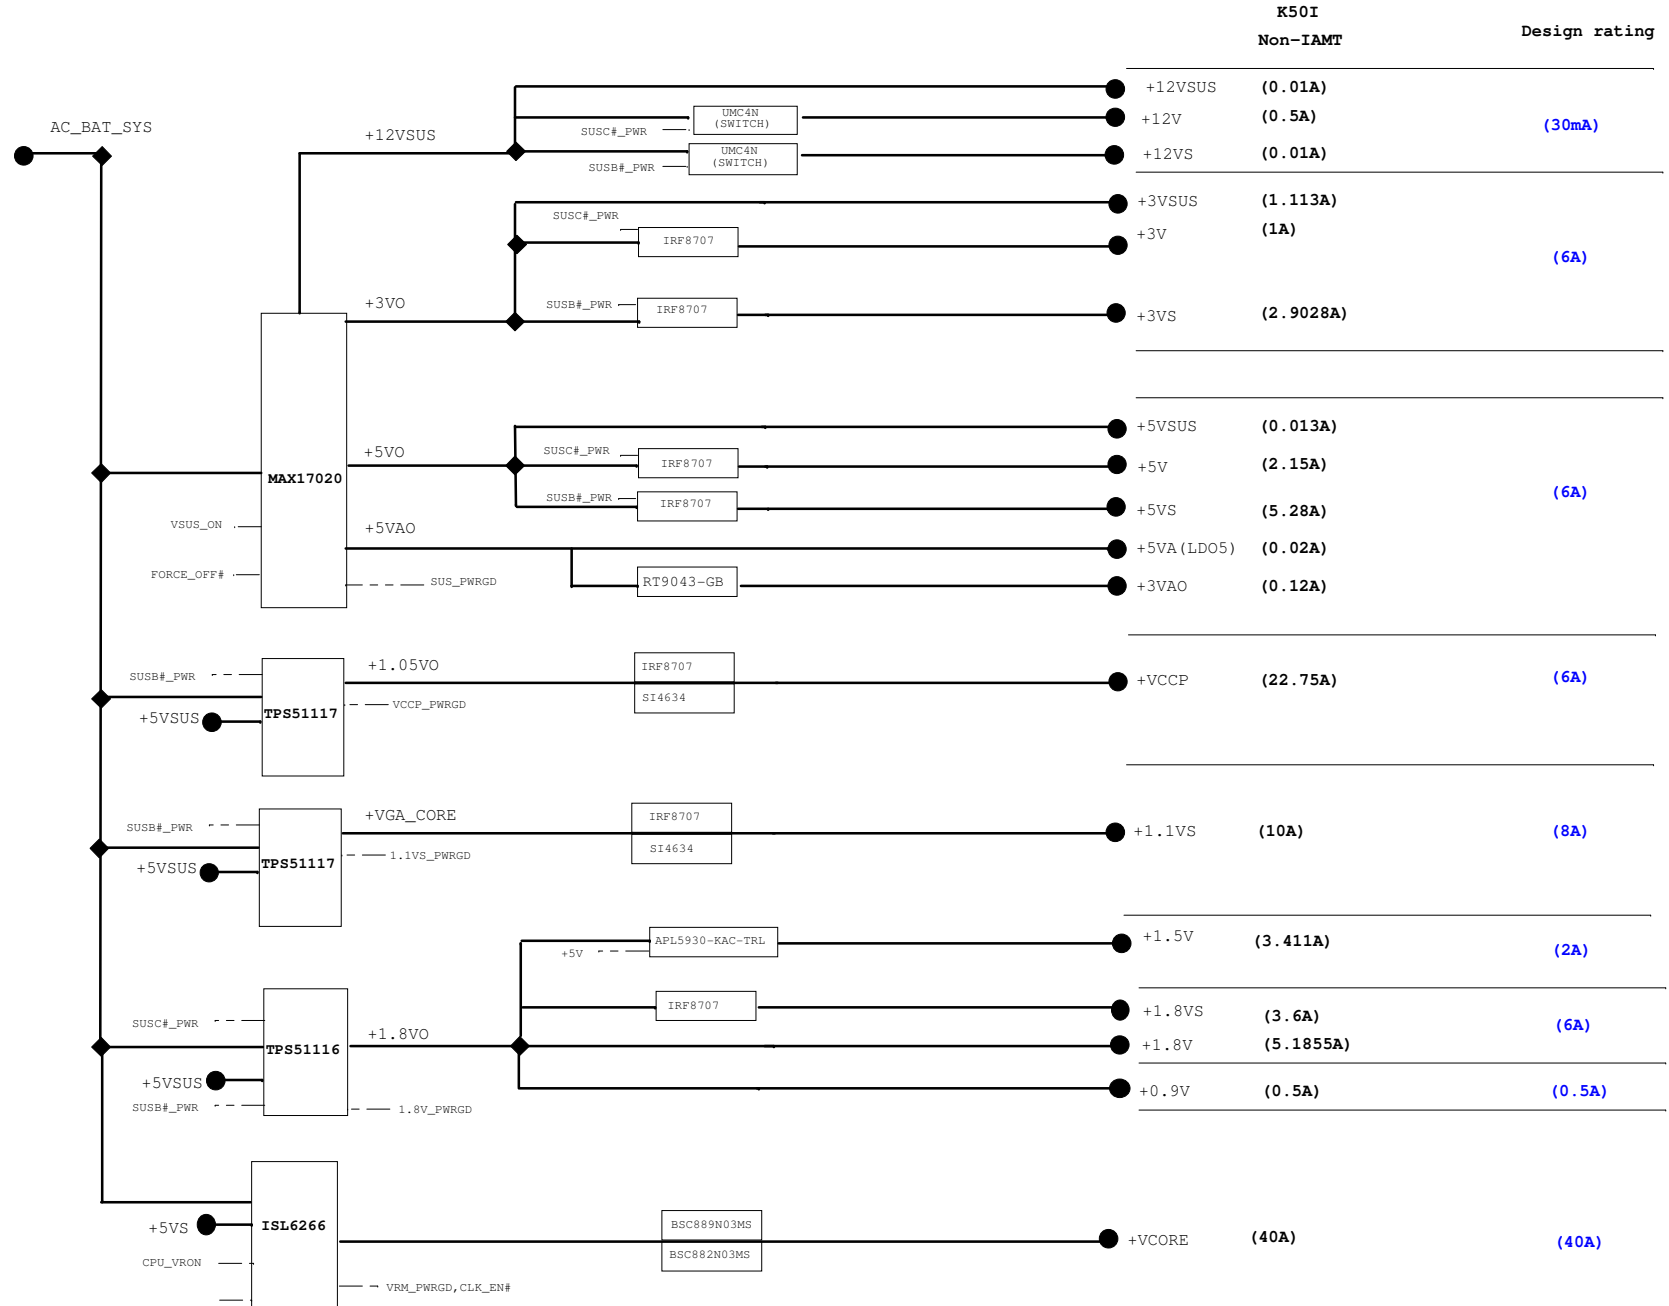 K50I
Non-IAMT
Design rating
AC_BAT_SYS
+12VSUS
UMC4N
(SWITCH)
SUSC#_PWR
UMC4N
(SWITCH)
SUSB#_PWR
+12VSUS (0.01A)
+12V (0.5A)
(30mA)
+12VS (0.01A)
SUSC#_PWR
IRF8707
+3VSUS (1.113A)
+3V (1A)
(6A)
+3VO
SUSB#_PWR
IRF8707
+3VS (2.9028A)
MAX17020
VSUS_ON
FORCE_OFF#
+5VO
SUSC#_PWR
IRF8707
SUSB#_PWR
IRF8707
+5VAO
SUS_PWRGD
RT9043-GB
+5VSUS (0.013A)
+5V (2.15A)
(6A)
+5VS (5.28A)
+5VA(LDO5) (0.02A)
+3VAO (0.12A)
SUSB#_PWR
+5VSUS
TPS51117
+1.05VO
VCCP_PWRGD
IRF8707
SI4634
+VCCP (22.75A) (6A)
SUSB#_PWR
+5VSUS
TPS51117
+VGA_CORE
1.1VS_PWRGD
IRF8707
SI4634
+1.1VS (10A) (8A)
APL5930-KAC-TRL
+5V
+1.5V (3.411A) (2A)
SUSC#_PWR
TPS51116
+5VSUS
SUSB#_PWR
+1.8VO
1.8V_PWRGD
IRF8707
+1.8VS (3.6A)
(6A)
+1.8V (5.1855A)
+0.9V (0.5A) (0.5A)
+5VS
ISL6266
CPU_VRON
VRM_PWRGD,CLK_EN#
BSC889N03MS
BSC882N03MS
+VCORE (40A) (40A)